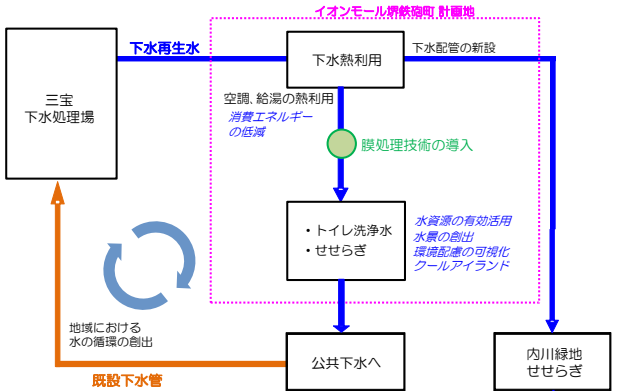 イオンモール堺鉄砲町 計画地
下水再生水
下水熱利用
下水配管の新設
三宝
下水処理場
空調、給湯の熱利用
消費エネルギー
の低減
膜処理技術の導入
・トイレ洗浄水
・せせらぎ
水資源の有効活用
水景の創出
環境配慮の可視化
クールアイランド
地域における
水の循環の創出
既設下水管
公共下水へ
内川緑地
せせらぎ